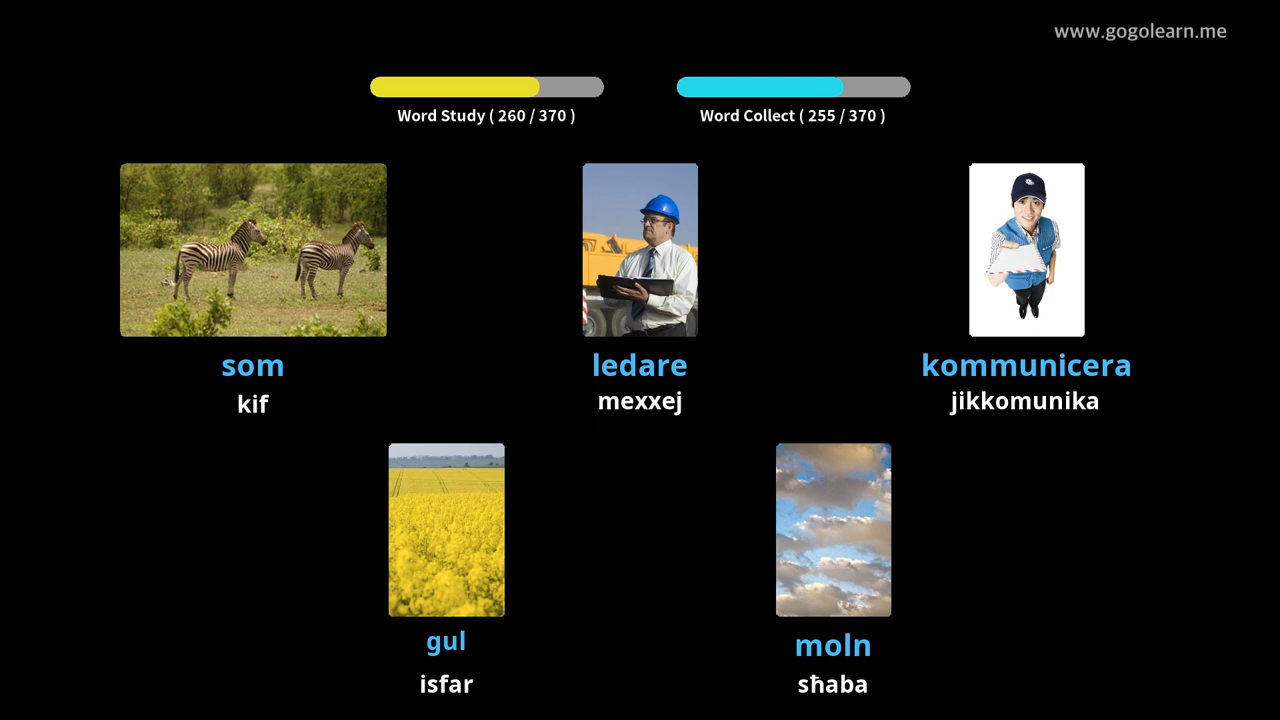 www.gogolearn.me
Word Study ( 260 / 370 )
Word Collect ( 255 / 370 )
som
kif
ledare
mexxej
kommunicera
jikkomunika
gul
isfar
moln
sħaba